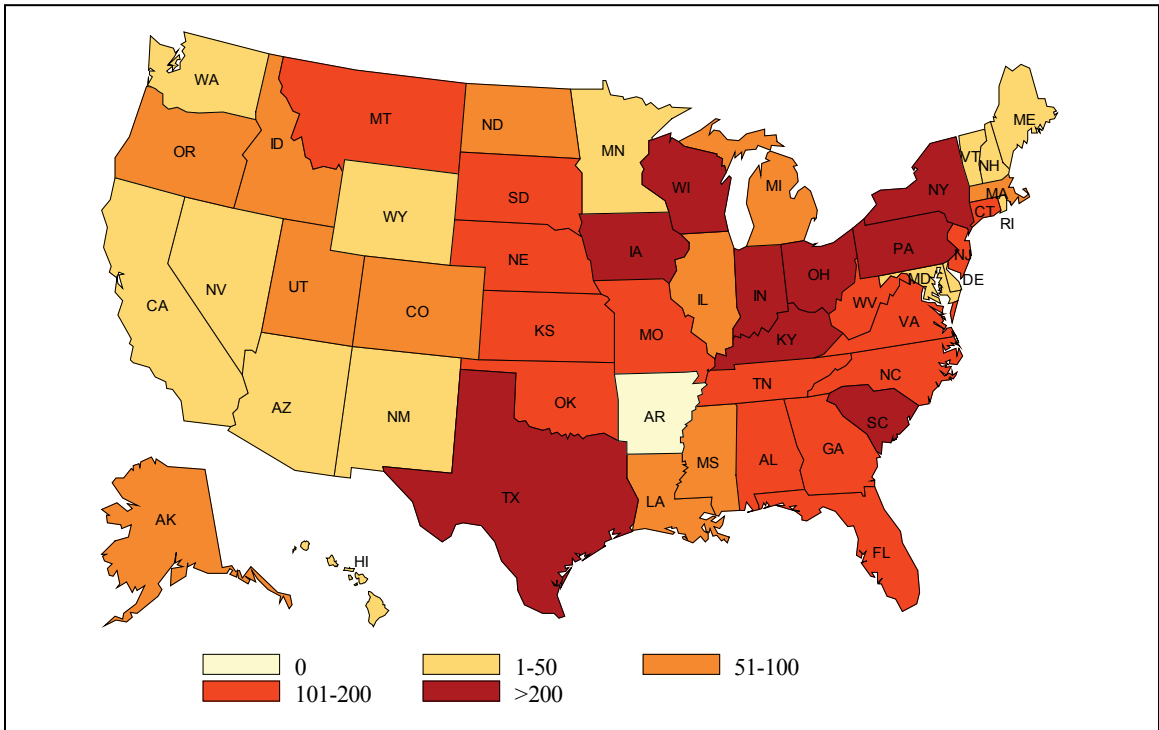 WA
MT
ND
ME
OR
ID
MN
VT
NH
SD
WI
MI
NY
MA
WY
CT
RI
IA
PA
NE
NJ
NV
UT
OH
MD
DE
CA
CO
IL
IN
WV
KS
MO
KY
VA
TN
NC
AZ
NM
OK
AR
SC
MS
AL
GA
TX
LA
AK
FL
HI
0
1-50
51-100
101-200
>200